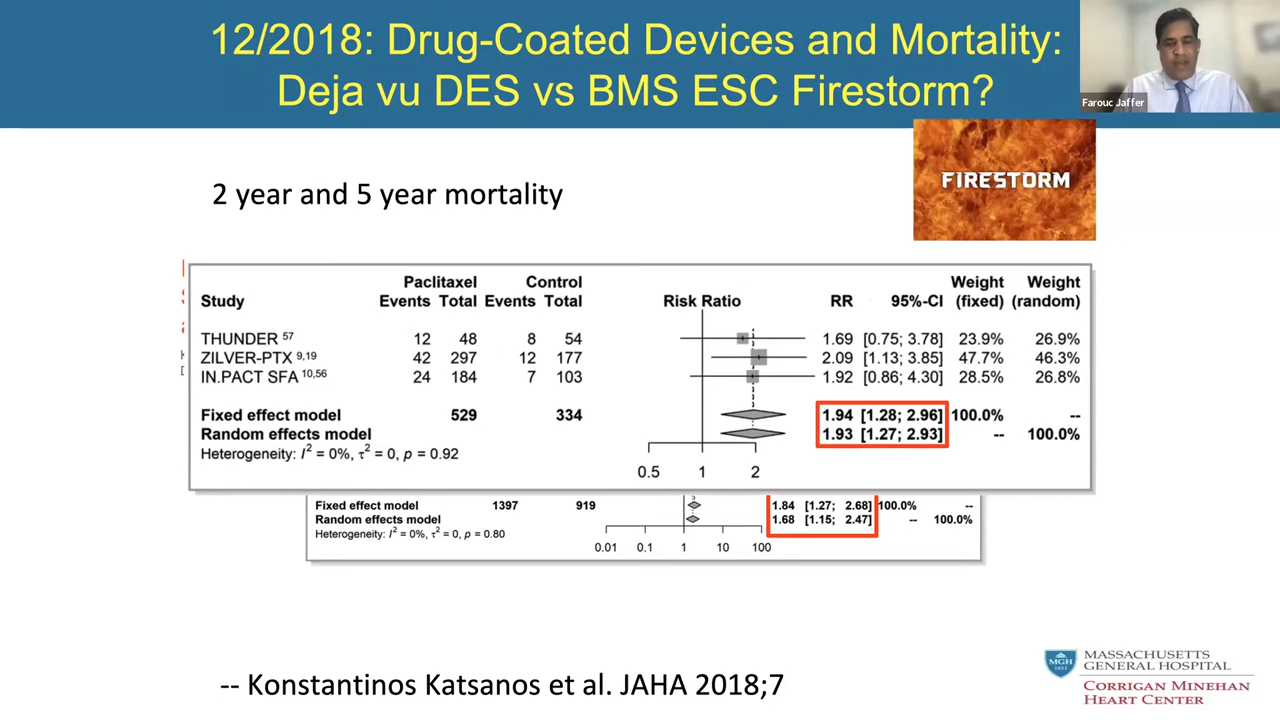 12/2018: Drug-Coated Devices and Mortality:
Deja vu DES vs BMS ESC Firestorm?
Farouc Jaffer
FIRESTORM
2 year and 5 year mortality
Paclitaxel Control Weight Weight
Study Events Total Events Total Risk Ratio RR 95%-CI (fixed) (random)
THUNDER 57 12 48 8 54 1.69 [0.75; 3.78] 23.9% 26.9%
ZILVER-PTX 9,19 42 297 12 177 2.09 [1.13; 3.85] 47.7% 46.3%
IN.PACT SFA 10,56 24 184 7 103 1.92 [0.86; 4.30] 28.5% 26.8%
Fixed effect model 529 334 1.94 [1.28; 2.96] 100.0% --
Random effects model 1.93 [1.27; 2.93] -- 100.0%
Heterogeneity: I² = 0%, τ² = 0, p = 0.92
0.5 1 2
Fixed effect model 1397 919 1.84 [1.27; 2.68] 100.0% --
Random effects model 1.68 [1.15; 2.47] -- 100.0%
Heterogeneity: I² = 0%, τ² = 0, p = 0.80
0.01 0.1 1 10 100
-- Konstantinos Katsanos et al. JAHA 2018;7
MGH
1811
MASSACHUSETTS
GENERAL HOSPITAL
CORRIGAN MINEHAN
HEART CENTER